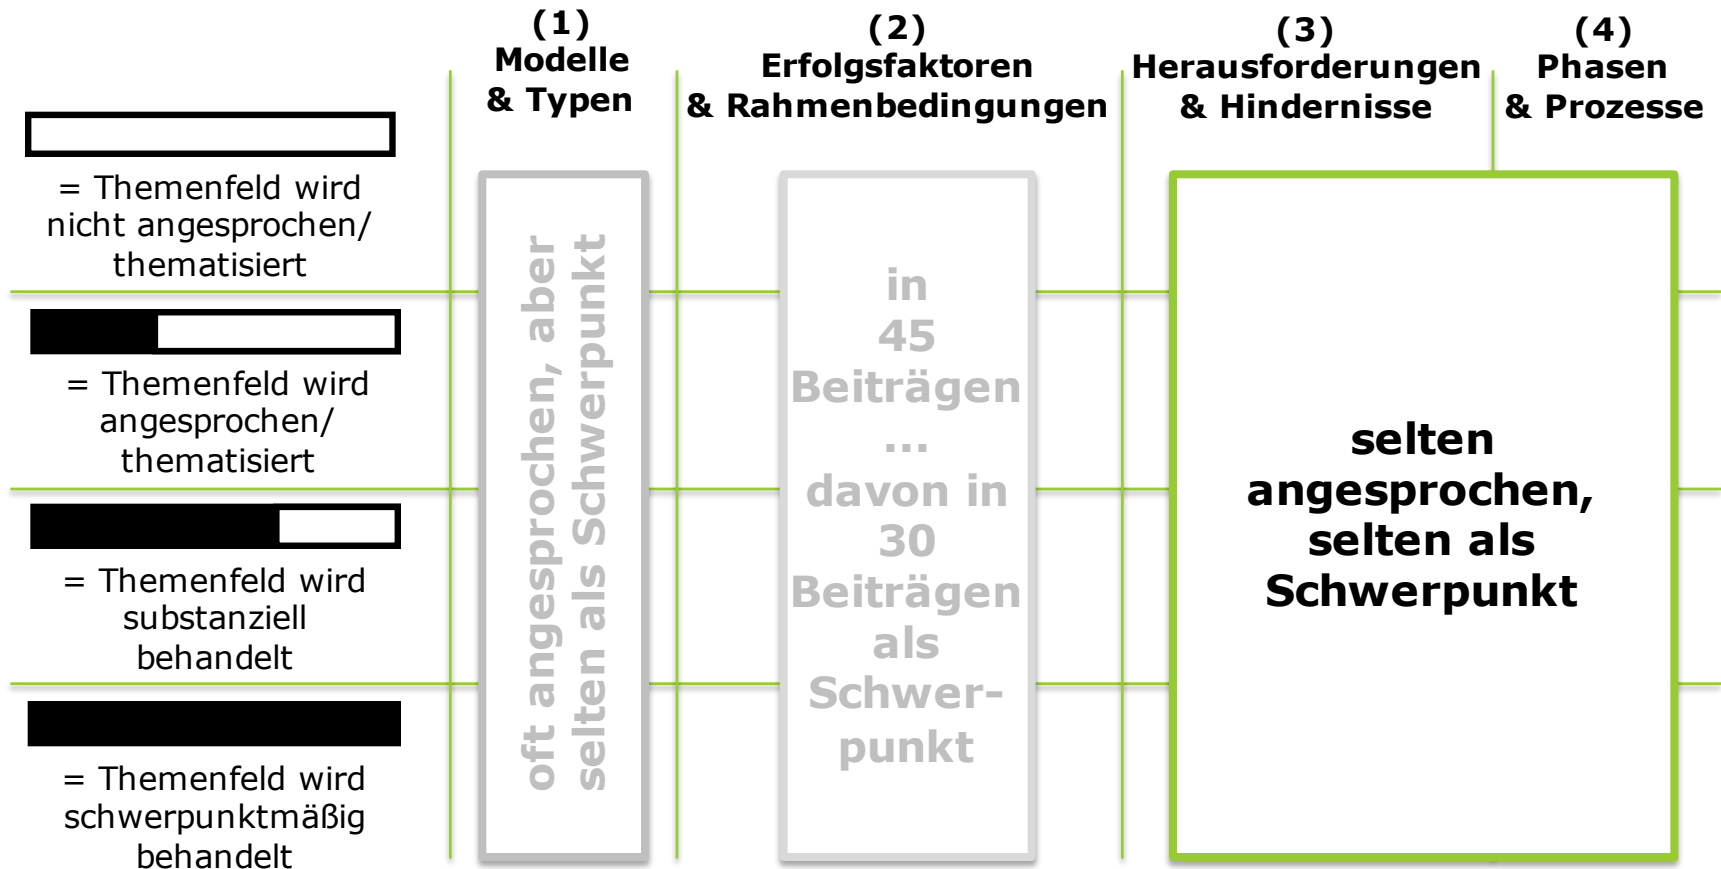 (1)
Modelle
& Typen
(2)
Erfolgsfaktoren
& Rahmenbedingungen
(3)
Herausforderungen
& Hindernisse
(4)
Phasen
& Prozesse
= Themenfeld wird
nicht angesprochen/
thematisiert
= Themenfeld wird
angesprochen/
thematisiert
= Themenfeld wird
substanziell
behandelt
= Themenfeld wird
schwerpunktmäßig
behandelt
oft angesprochen, aber
selten als Schwerpunkt
in
45
Beiträgen
...
davon in
30
Beiträgen
als
Schwer-
punkt
selten
angesprochen,
selten als
Schwerpunkt